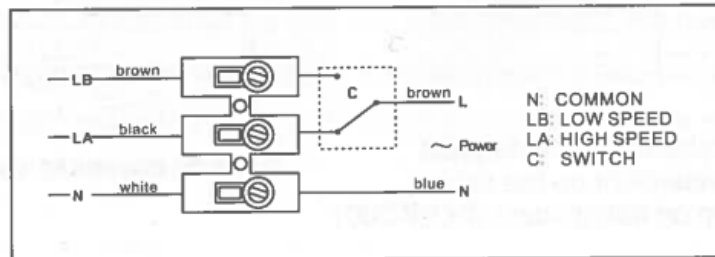 LB brown
C
brown L
LA black
~ Power
N white
blue N
N: COMMON
LB: LOW SPEED
LA: HIGH SPEED
C: SWITCH